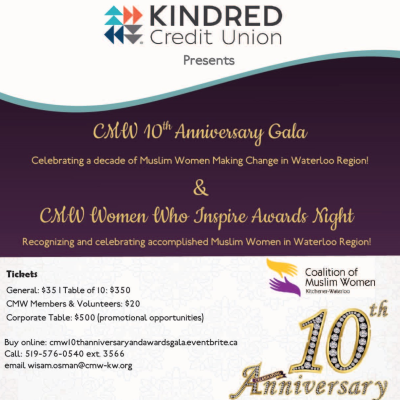 KINDRED
Credit Union
Presents
CMW 10th Anniversary Gala
Celebrating a decade of Muslim Women Making Change in Waterloo Region!
&
CMW Women Who Inspire Awards Night
Recognizing and celebrating accomplished Muslim Women in Waterloo Region!
Tickets
General: $35 | Table of 10: $350
CMW Members & Volunteers: $20
Corporate Table: $500 (promotional opportunities)
Buy online: cmw10thanniversaryandawardsgala.eventbrite.ca
Call: 519-576-0540 ext. 3566
email wisam.osman@cmw-kw.org
Coalition of
Muslim Women
Kitchener-Waterloo
10th
Anniversary